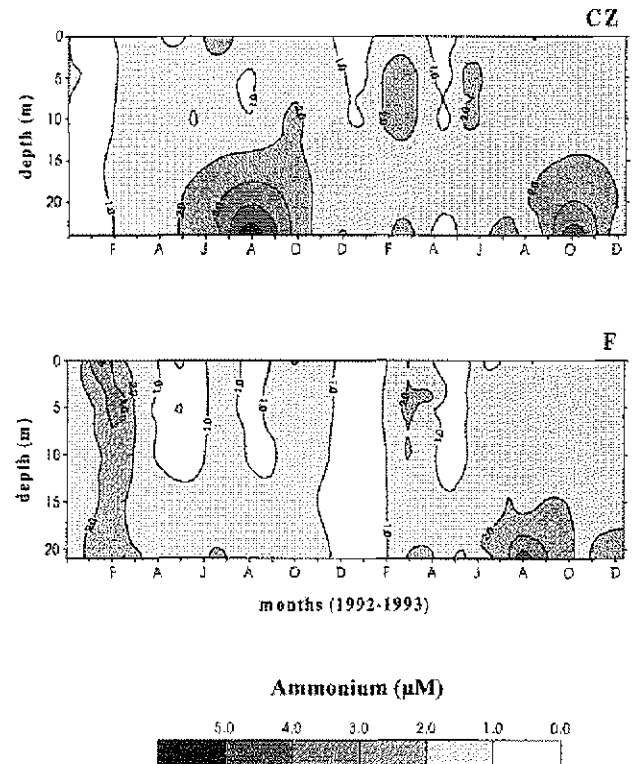 CZ
0
5
10
15
20
depth (m)
F A J A O D F A J A O D
F
0
5
10
15
20
depth (m)
F A J A O D F A J A O D
months (1992-1993)
Ammonium (µM)
5.0 4.0 3.0 2.0 1.0 0.0